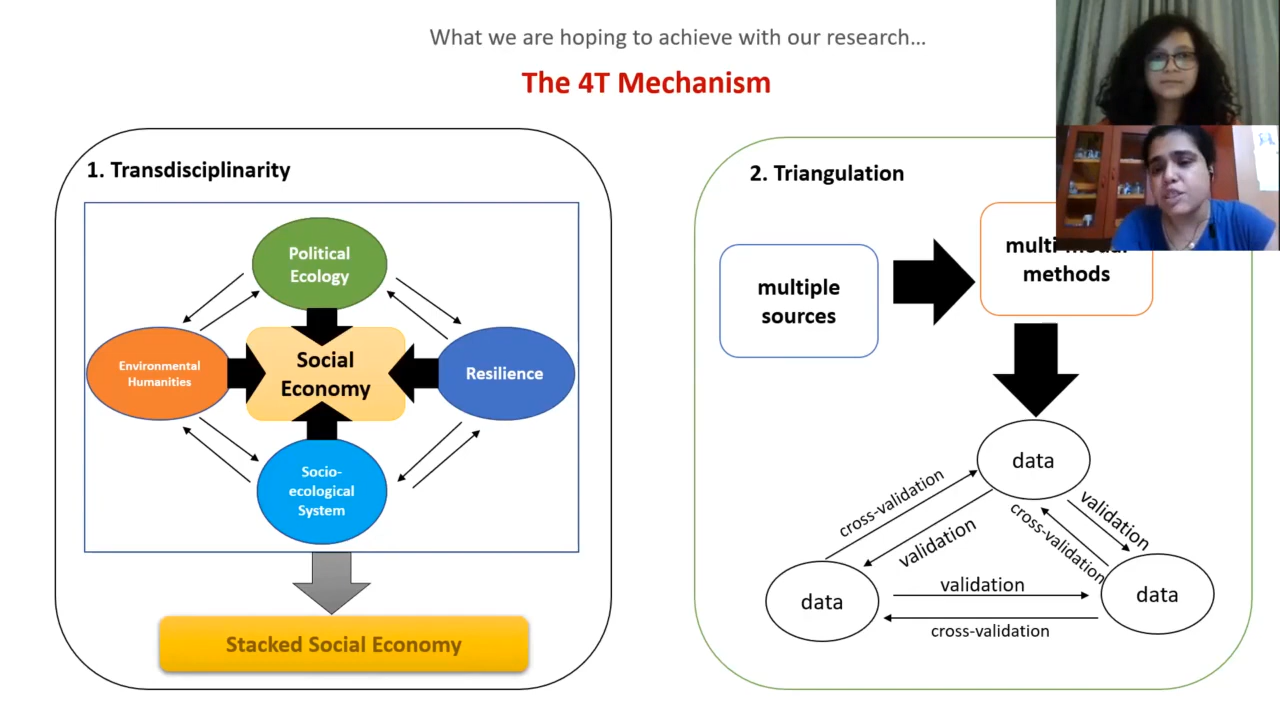 What we are hoping to achieve with our research…
The 4T Mechanism
1. Transdisciplinarity
Political
Ecology
Environmental
Humanities
Social
Economy
Resilience
Socio-
ecological
System
Stacked Social Economy
2. Triangulation
multiple
sources
methods
data
cross-validation
validation
cross-validation
validation
data
validation
cross-validation
data